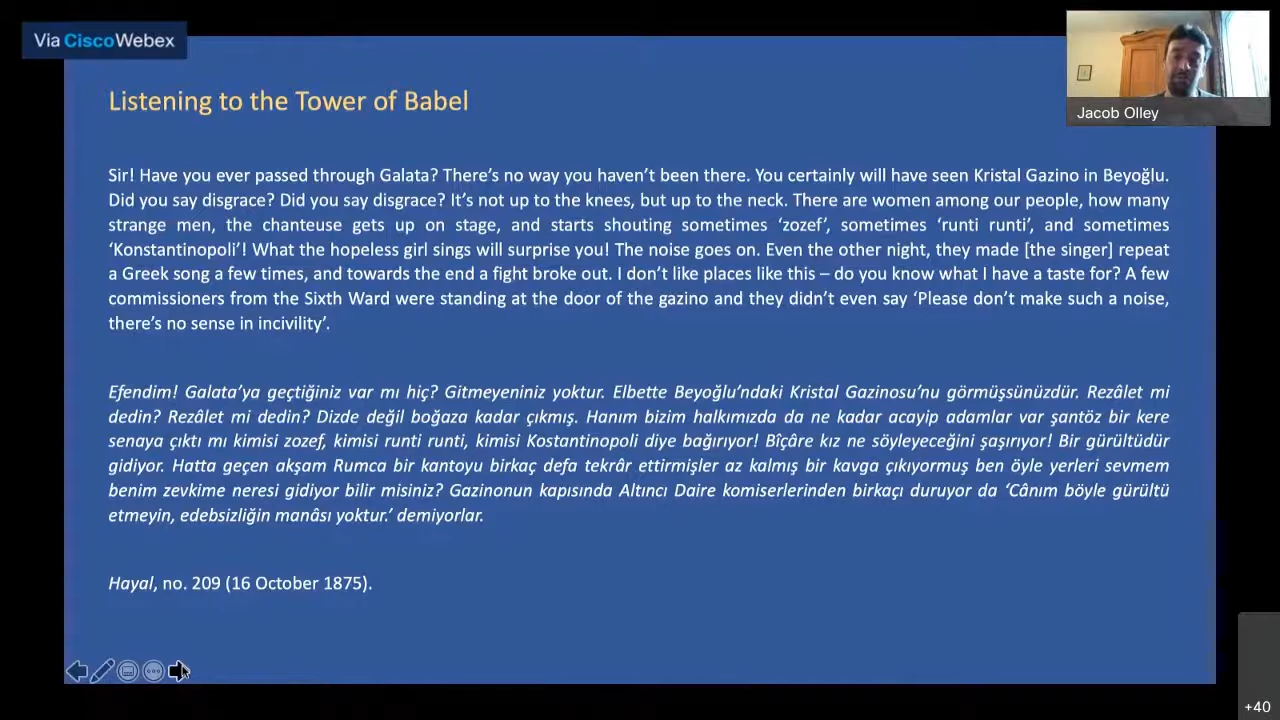 Via CiscoWebex
Jacob Olley
Listening to the Tower of Babel
Sir! Have you ever passed through Galata? There’s no way you haven’t been there. You certainly will have seen Kristal Gazino in Beyoğlu.
Did you say disgrace? Did you say disgrace? It’s not up to the knees, but up to the neck. There are women among our people, how many
strange men, the chanteuse gets up on stage, and starts shouting sometimes ‘zozef’, sometimes ‘runti runti’, and sometimes
‘Konstantinopoli’! What the hopeless girl sings will surprise you! The noise goes on. Even the other night, they made [the singer] repeat
a Greek song a few times, and towards the end a fight broke out. I don’t like places like this – do you know what I have a taste for? A few
commissioners from the Sixth Ward were standing at the door of the gazino and they didn’t even say ‘Please don’t make such a noise,
there’s no sense in incivility’.
Efendim! Galata’ya geçtiğiniz var mı hiç? Gitmeyeniniz yoktur. Elbette Beyoğlu’ndaki Kristal Gazinosu’nu görmüşsünüzdür. Rezâlet mi
dedin? Rezâlet mi dedin? Dizde değil boğaza kadar çıkmış. Hanım bizim halkımızda da ne kadar acayip adamlar var şantöz bir kere
senaya çıktı mı kimisi zozef, kimisi runti runti, kimisi Kostantinopoli diye bağırıyor! Bîçâre kız ne söyleyeceğini şaşırıyor! Bir gürültüdür
gidiyor. Hatta geçen akşam Rumca bir kantoyu birkaç defa tekrâr ettirmişler az kalmış bir kavga çıkıyormuş ben öyle yerleri sevmem
benim zevkime neresi gidiyor bilir misiniz? Gazinonun kapısında Altıncı Daire komiserlerinden birkaçı duruyor da ‘Cânım böyle gürültü
etmeyin, edebsizliğin manâsı yoktur.’ demiyorlar.
Hayal, no. 209 (16 October 1875).
+40